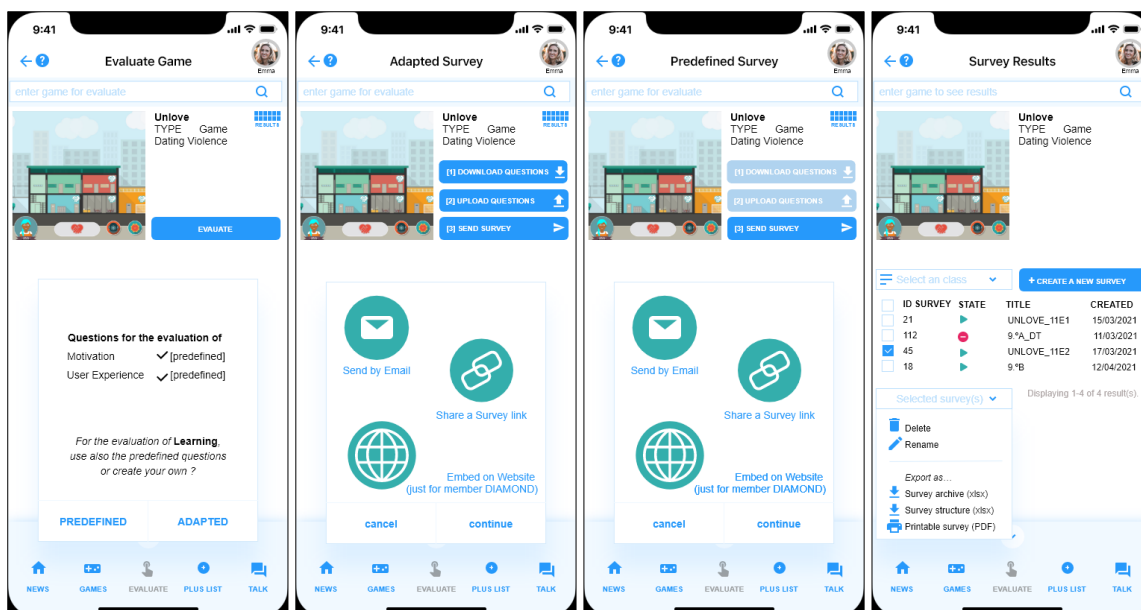 9:41
Evaluate Game
Emma
enter game for evaluate
Unlove
TYPE Game
Dating Violence
RESULTS
EVAUATE
Questions for the evaluation of
Motivation [predefined]
User Experience [predefined]
For the evaluation of Learning,
use also the predefined questions
or create your own ?
PREDEFINED ADAPTED
NEWS GAMES EVALUATE PLUS LIST TALK
9:41
Adapted Survey
Emma
enter game for evaluate
Unlove
TYPE Game
Dating Violence
RESULTS
[1] DOWNLOAD QUESTIONS
[2] UPLOAD QUESTIONS
[3] SEND SURVEY
Send by Email
Share a Survey link
Embed on Website
(just for member DIAMOND)
cancel continue
NEWS GAMES EVALUATE PLUS LIST TALK
9:41
Predefined Survey
Emma
enter game for evaluate
Unlove
TYPE Game
Dating Violence
RESULTS
[1] DOWNLOAD QUESTIONS
[2] UPLOAD QUESTIONS
[3] SEND SURVEY
Send by Email
Share a Survey link
Embed on Website
(just for member DIAMOND)
cancel continue
NEWS GAMES EVALUATE PLUS LIST TALK
9:41
Survey Results
Emma
enter game to see results
Unlove
TYPE Game
Dating Violence
Select an class
+ CREATE A NEW SURVEY
ID SURVEY STATE TITLE CREATED
21 UNLOVE_11E1 15/03/2021
112 9.ºA_DT 11/03/2021
45 UNLOVE_11E2 17/03/2021
18 9.ºB 12/04/2021
Selected survey(s)
Displaying 1-4 of 4 result(s).
Delete
Rename
Export as...
Survey archive (xlsx)
Survey structure (xlsx)
Printable survey (PDF)
NEWS GAMES EVALUATE PLUS LIST TALK